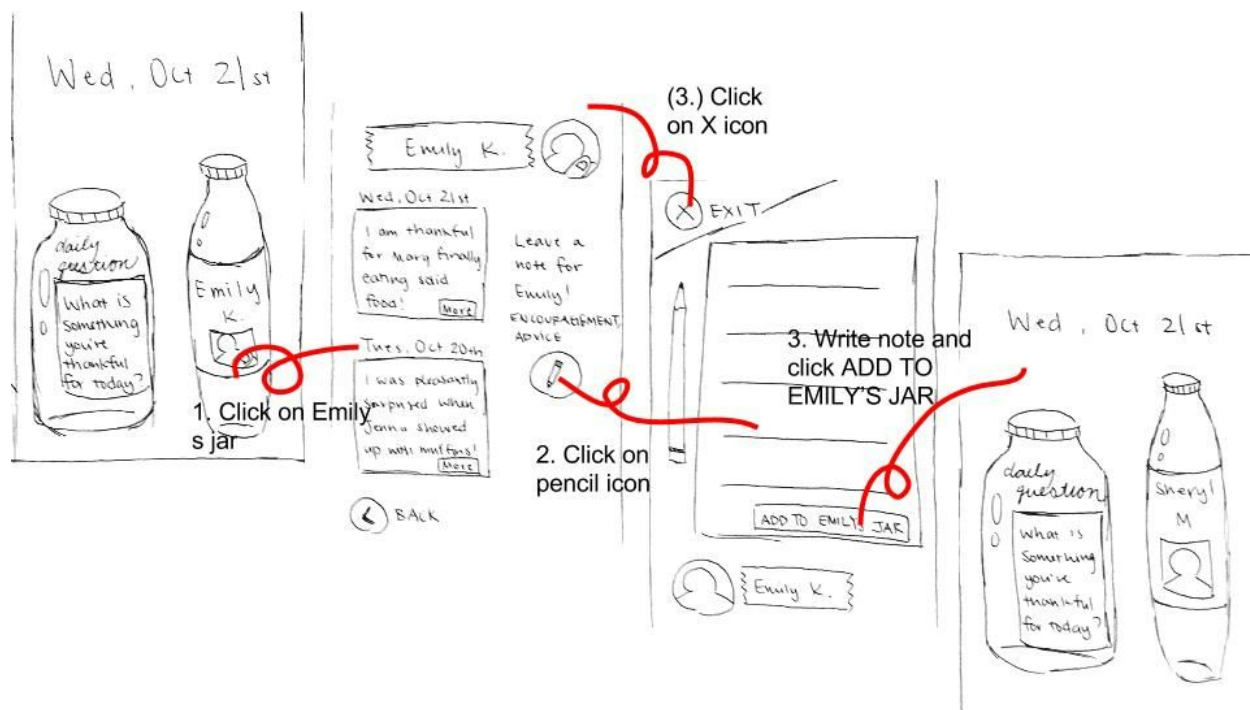 Wed, Oct 21st
daily
question
What is
something
you're
thankful
for today?
Emily
K.
1. Click on Emily
s jar
Emily K.
Wed, Oct 21st
I am thankful
for Mary finally
eating said
food!
More
Tues, Oct 20th
I was pleasantly
surprised when
Jenna showed
up with muffins!
More
BACK
Leave a
note for
Emily!
ENCOURAGEMENT,
ADVICE
2. Click on
pencil icon
(3.) Click
on X icon
X EXIT
3. Write note and
click ADD TO
EMILY'S JAR
ADD TO EMILY'S JAR
Emily K.
Wed, Oct 21st
daily
question
What is
something
you're
thankful
for today?
Sheryl
M